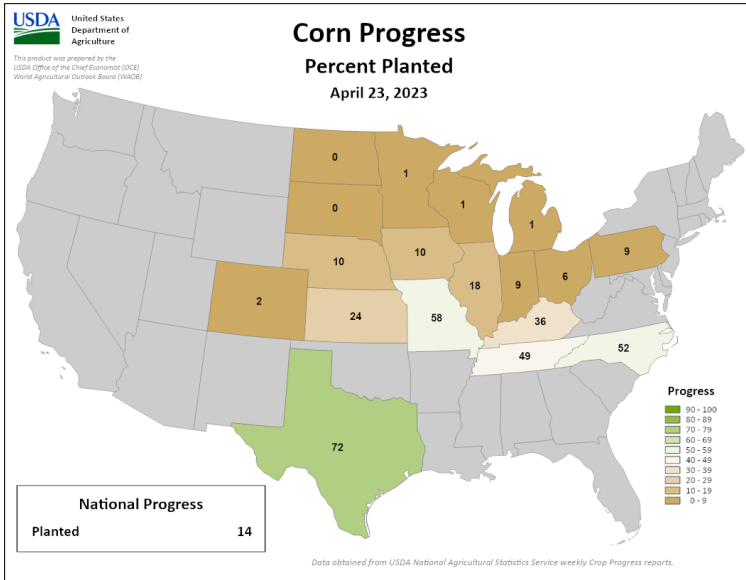 USDA
United States
Department of
Agriculture
This product was prepared by the
USDA Office of the Chief Economist (OCE)
World Agricultural Outlook Board (WAOB)
Corn Progress
Percent Planted
April 23, 2023
0
1
0
1
1
10
10
18
9
6
9
2
24
58
36
49
52
72
Progress
90 - 100
80 - 89
70 - 79
60 - 69
50 - 59
40 - 49
30 - 39
20 - 29
10 - 19
0 - 9
National Progress
Planted 14
Data obtained from USDA National Agricultural Statistics Service weekly Crop Progress reports.